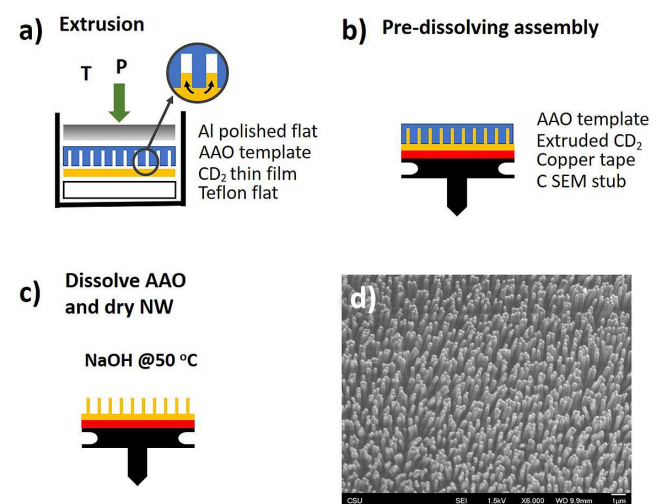 a) Extrusion
T P
Al polished flat
AAO template
CD₂ thin film
Teflon flat
b) Pre-dissolving assembly
AAO template
Extruded CD₂
Copper tape
C SEM stub
c) Dissolve AAO
and dry NW
NaOH @50 ºC
d)
CSU SEI 1.5kV X6,000 WD 9.9mm 1μm